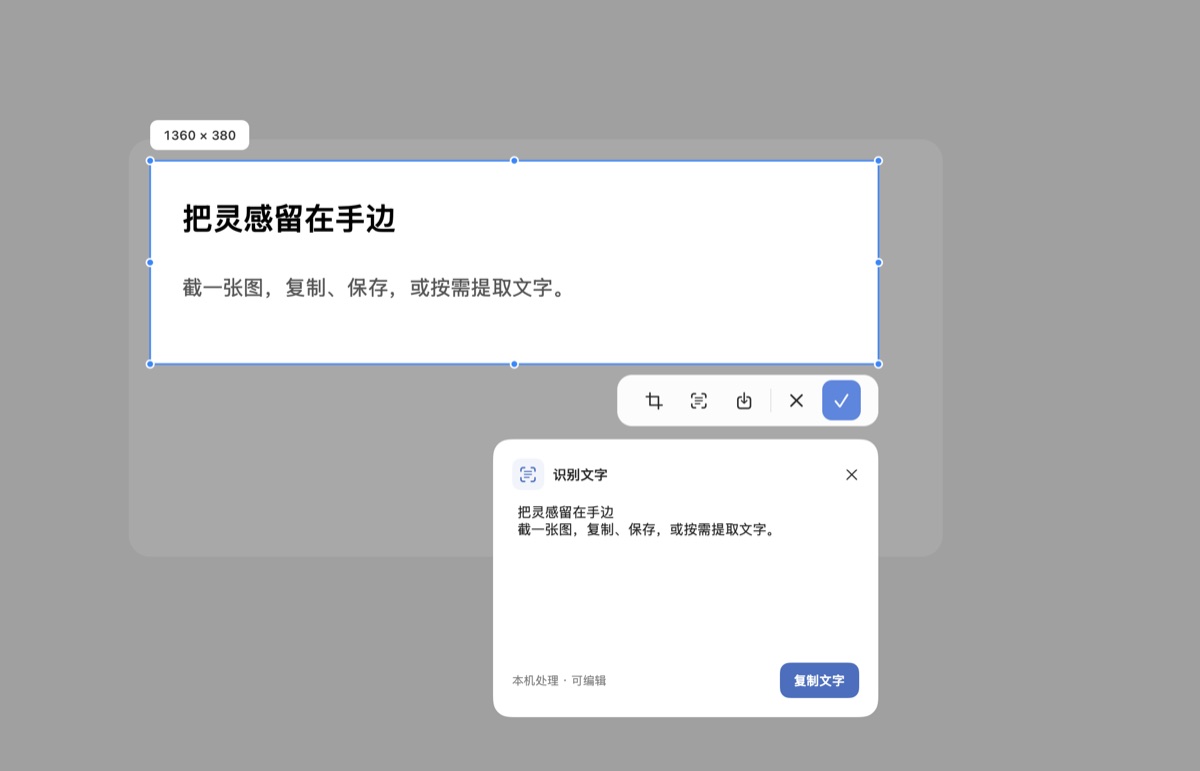 1360 × 380
把灵感留在手边
截一张图，复制、保存，或按需提取文字。
识别文字
把灵感留在手边
截一张图，复制、保存，或按需提取文字。
本机处理 · 可编辑
复制文字